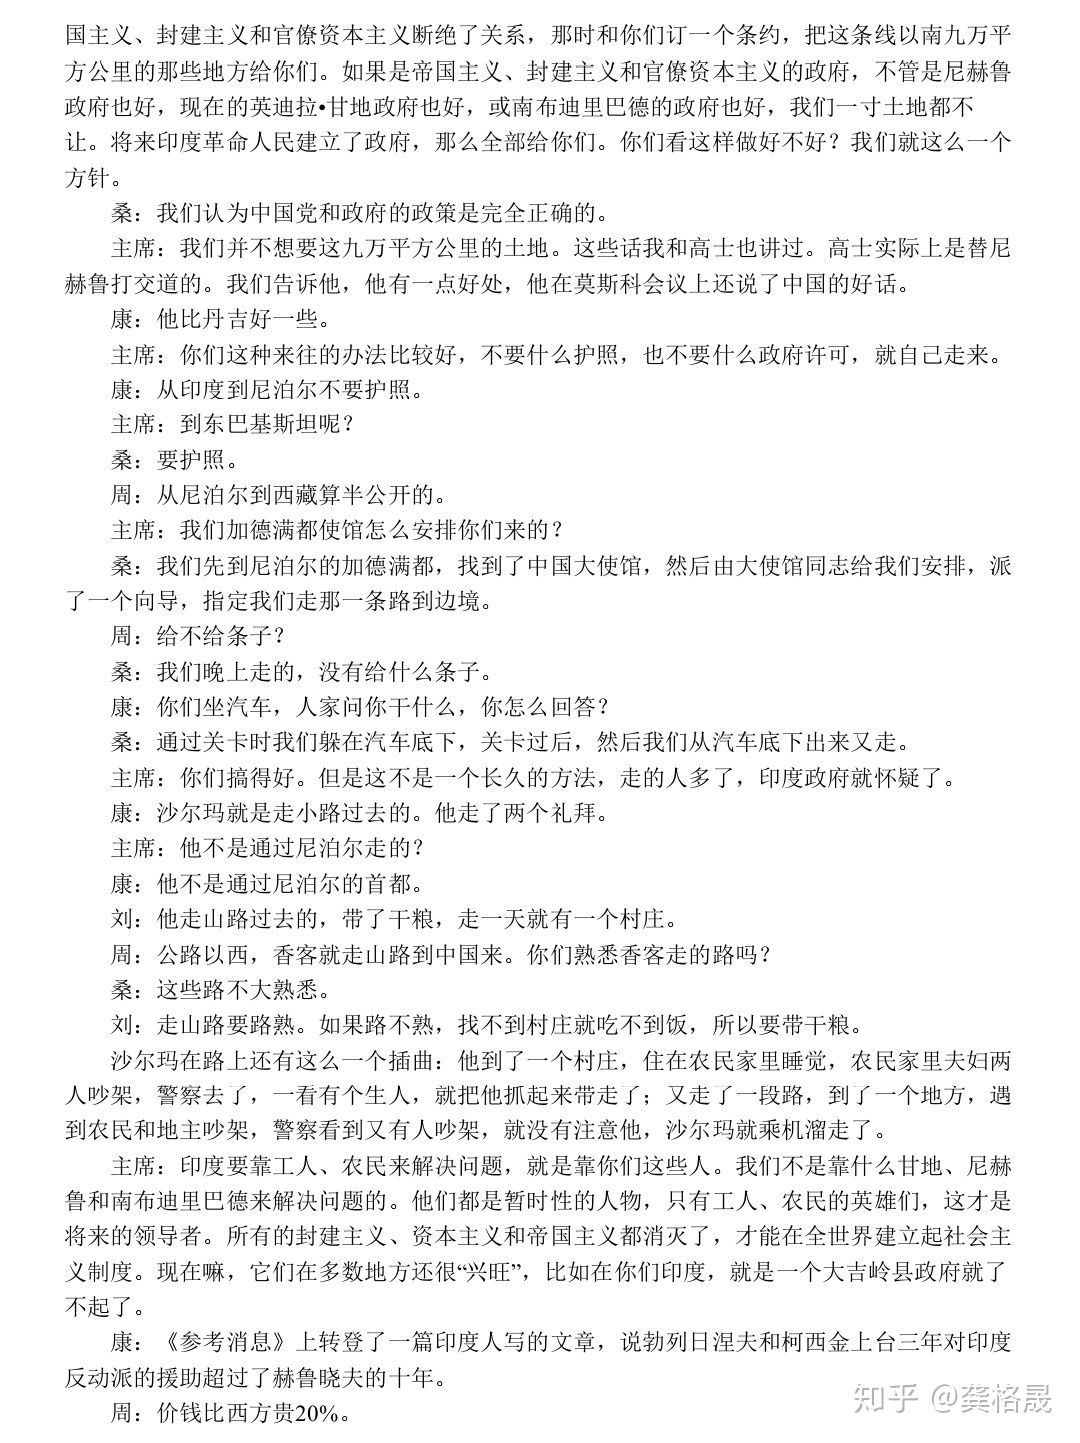 国主义、封建主义和官僚资本主义断绝了关系，那时和你们订一个条约，把这条线以南九万平
方公里的那些地方给你们。如果是帝国主义、封建主义和官僚资本主义的政府，不管是尼赫鲁
政府也好，现在的英迪拉•甘地政府也好，或南布迪里巴德的政府也好，我们一寸土地都不
让。将来印度革命人民建立了政府，那么全部给你们。你们看这样做好不好？我们就这么一个
方针。
桑：我们认为中国党和政府的政策是完全正确的。
主席：我们并不想要这九万平方公里的土地。这些话我和高士也讲过。高士实际上是替尼
赫鲁打交道的。我们告诉他，他有一点好处，他在莫斯科会议上还说了中国的好话。
康：他比丹吉好一些。
主席：你们这种来往的办法比较好，不要什么护照，也不要什么政府许可，就自己走来。
康：从印度到尼泊尔不要护照。
主席：到东巴基斯坦呢？
桑：要护照。
周：从尼泊尔到西藏算半公开的。
主席：我们加德满都使馆怎么安排你们来的？
桑：我们先到尼泊尔的加德满都，找到了中国大使馆，然后由大使馆同志给我们安排，派
了一个向导，指定我们走那一条路到边境。
周：给不给条子？
桑：我们晚上走的，没有给什么条子。
康：你们坐汽车，人家问你干什么，你怎么回答？
桑：通过关卡时我们躲在汽车底下，关卡过后，然后我们从汽车底下出来又走。
主席：你们搞得好。但是这不是一个长久的方法，走的人多了，印度政府就怀疑了。
康：沙尔玛就是走小路过去的。他走了两个礼拜。
主席：他不是通过尼泊尔走的？
康：他不是通过尼泊尔的首都。
刘：他走山路过去的，带了干粮，走一天就有一个村庄。
周：公路以西，香客就走山路到中国来。你们熟悉香客走的路吗？
桑：这些路不大熟悉。
刘：走山路要路熟。如果路不熟，找不到村庄就吃不到饭，所以要带干粮。
沙尔玛在路上还有这么一个插曲：他到了一个村庄，住在农民家里睡觉，农民家里夫妇两
人吵架，警察去了，一看有个生人，就把他抓起来带走了；又走了一段路，到了一个地方，遇
到农民和地主吵架，警察看到又有人吵架，就没有注意他，沙尔玛就乘机溜走了。
主席：印度要靠工人、农民来解决问题，就是靠你们这些人。我们不是靠什么甘地、尼赫
鲁和南布迪里巴德来解决问题的。他们都是暂时性的人物，只有工人、农民的英雄们，这才是
将来的领导者。所有的封建主义、资本主义和帝国主义都消灭了，才能在全世界建立起社会主
义制度。现在嘛，它们在多数地方还很“兴旺”，比如在你们印度，就是一个大吉岭县政府就了
不起了。
康：《参考消息》上转登了一篇印度人写的文章，说勃列日涅夫和柯西金上台三年对印度
反动派的援助超过了赫鲁晓夫的十年。
周：价钱比西方贵20%。
知乎 @龚格晟